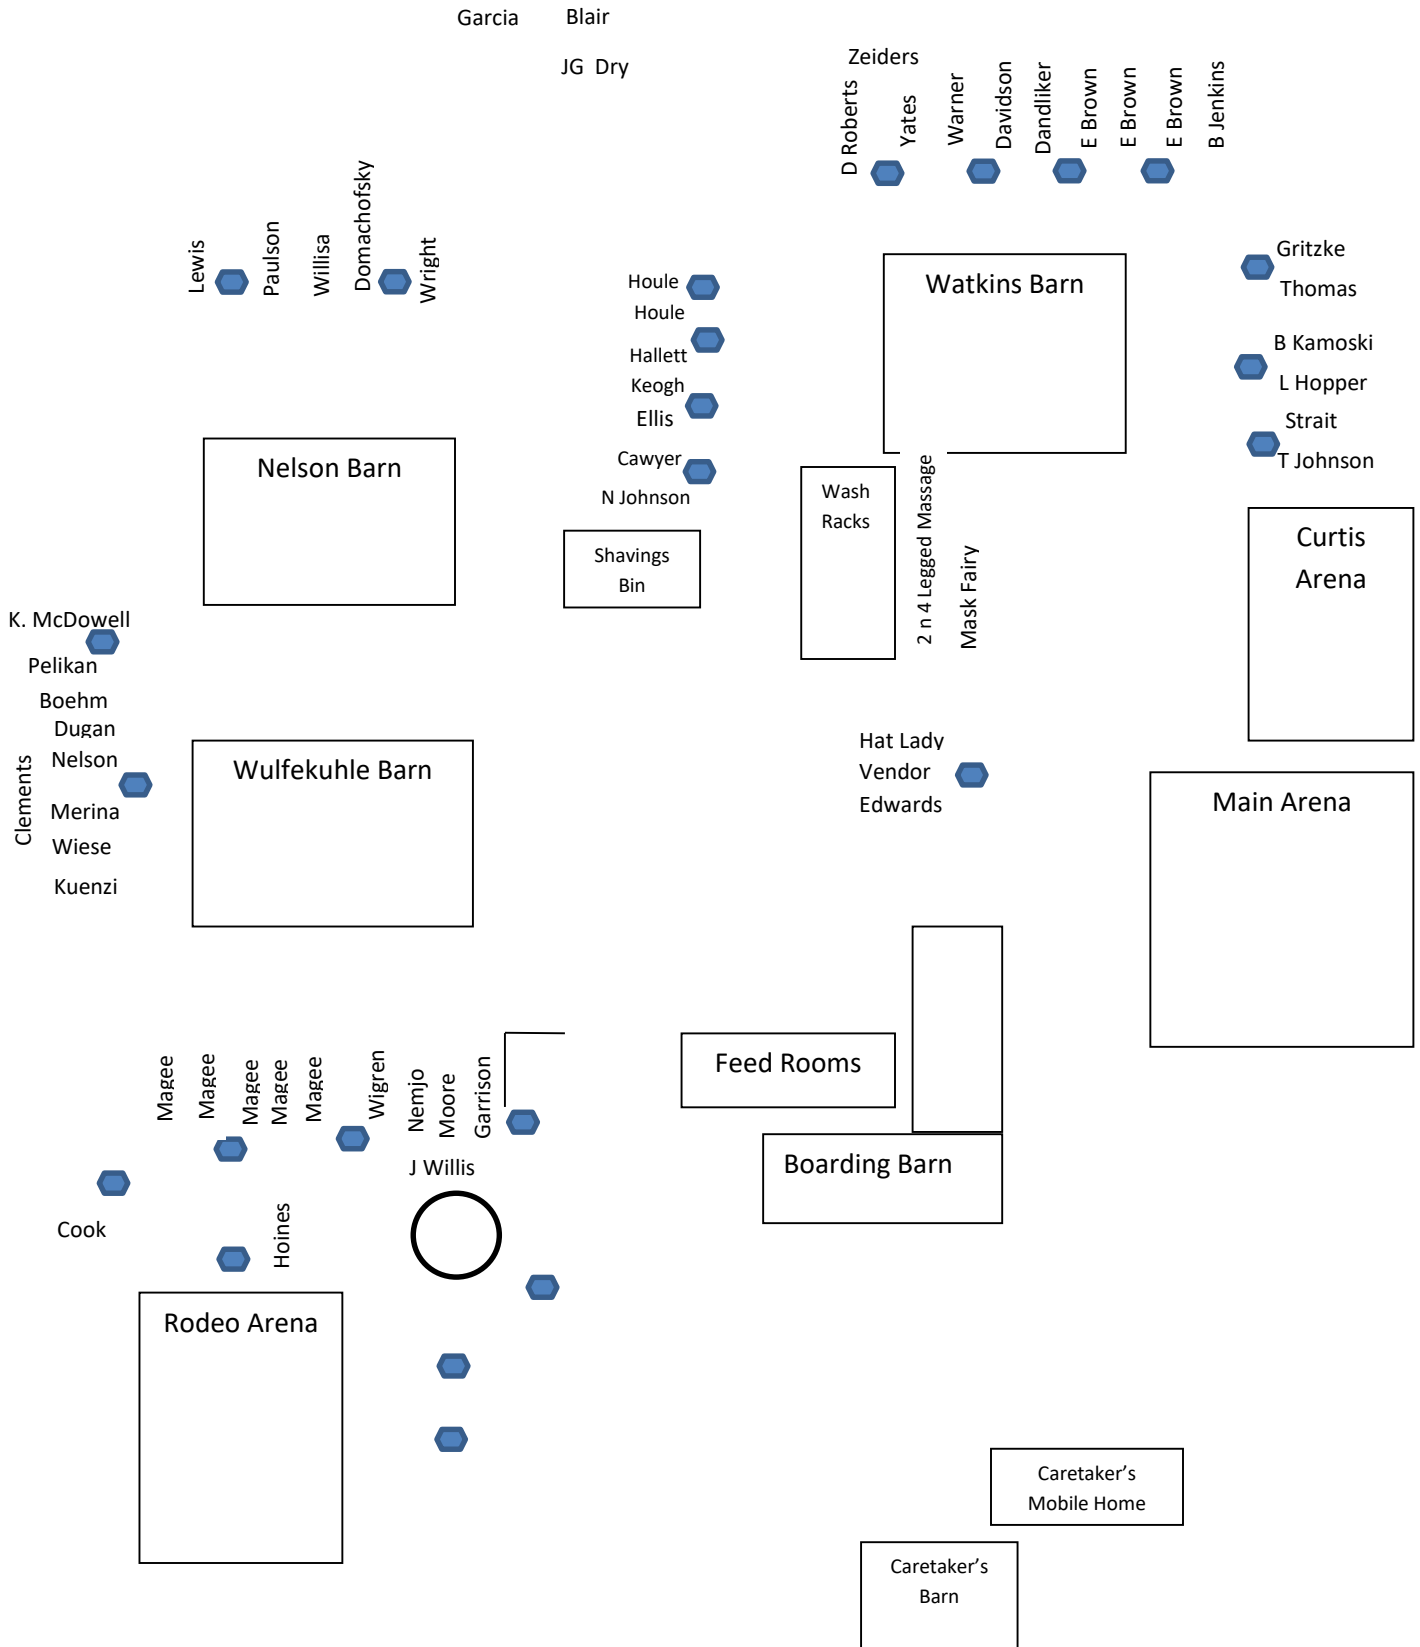 Garcia
Blair
JG Dry
Zeiders
D Roberts
Yates
Warner
Davidson
Dandliker
E Brown
E Brown
E Brown
B Jenkins
Lewis
Paulson
Willisa
Domachofsky
Wright
Houle
Houle
Hallett
Keogh
Ellis
Cawyer
N Johnson
Watkins Barn
Gritzke
Thomas
B Kamoski
L Hopper
Strait
T Johnson
Nelson Barn
Shavings
Bin
Wash
Racks
2 n 4 Legged Massage
Mask Fairy
Curtis
Arena
K. McDowell
Pelikan
Boehm
Dugan
Nelson
Clements
Merina
Wiese
Kuenzi
Wulfekuhle Barn
Hat Lady
Vendor
Edwards
Main Arena
Magee
Magee
Magee
Magee
Magee
Wigren
Nemjo
Moore
Garrison
J Willis
Feed Rooms
Boarding Barn
Cook
Hoines
Rodeo Arena
Caretaker’s
Mobile Home
Caretaker’s
Barn